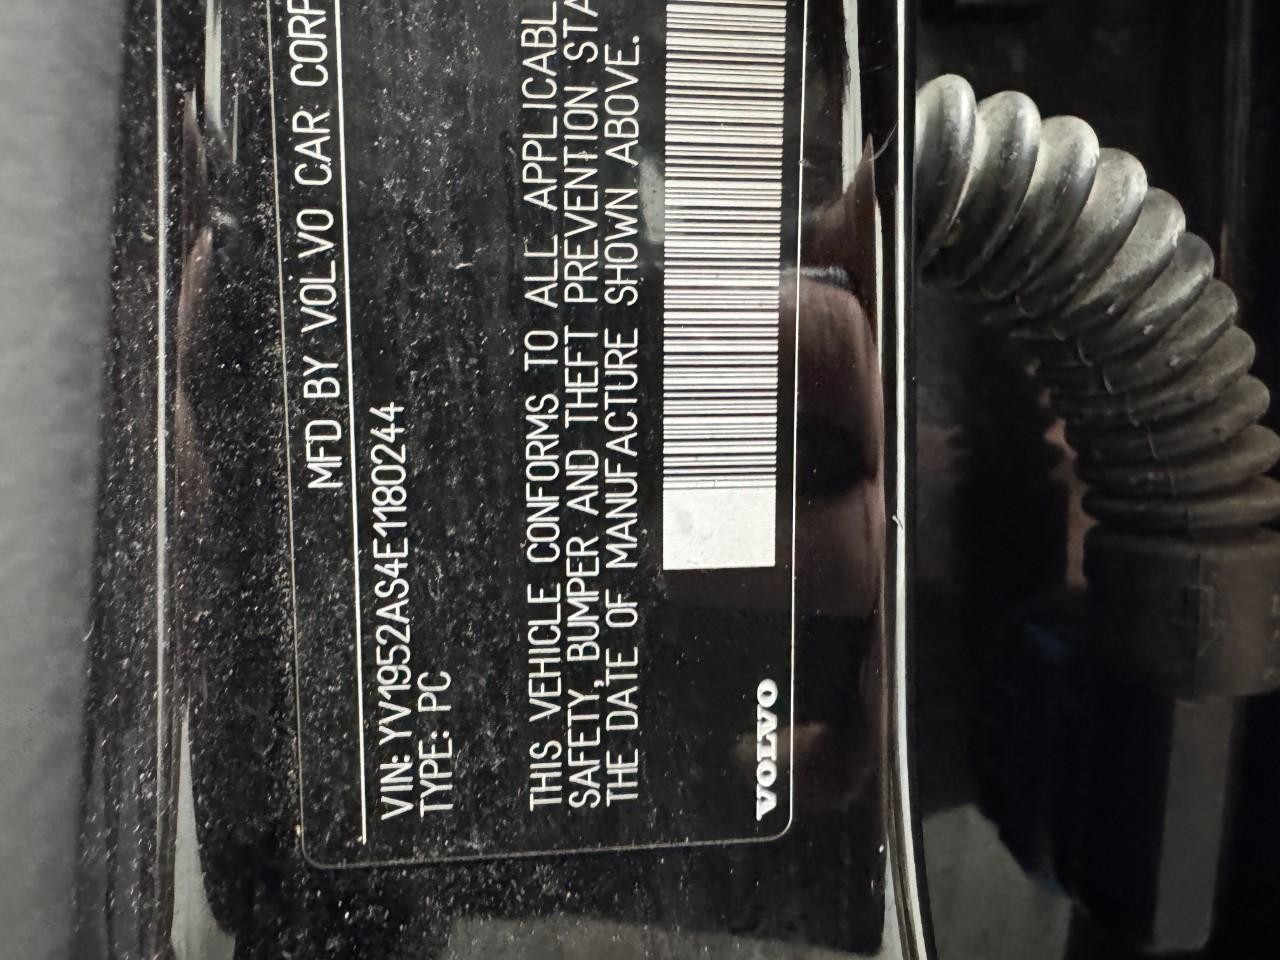 MFD BY VOLVO CAR CORP
VIN: YV1952AS4E1180244
TYPE: PC
THIS VEHICLE CONFORMS TO ALL APPLICABL
SAFETY, BUMPER AND THEFT PREVENTION STA
THE DATE OF MANUFACTURE SHOWN ABOVE.
VOLVO